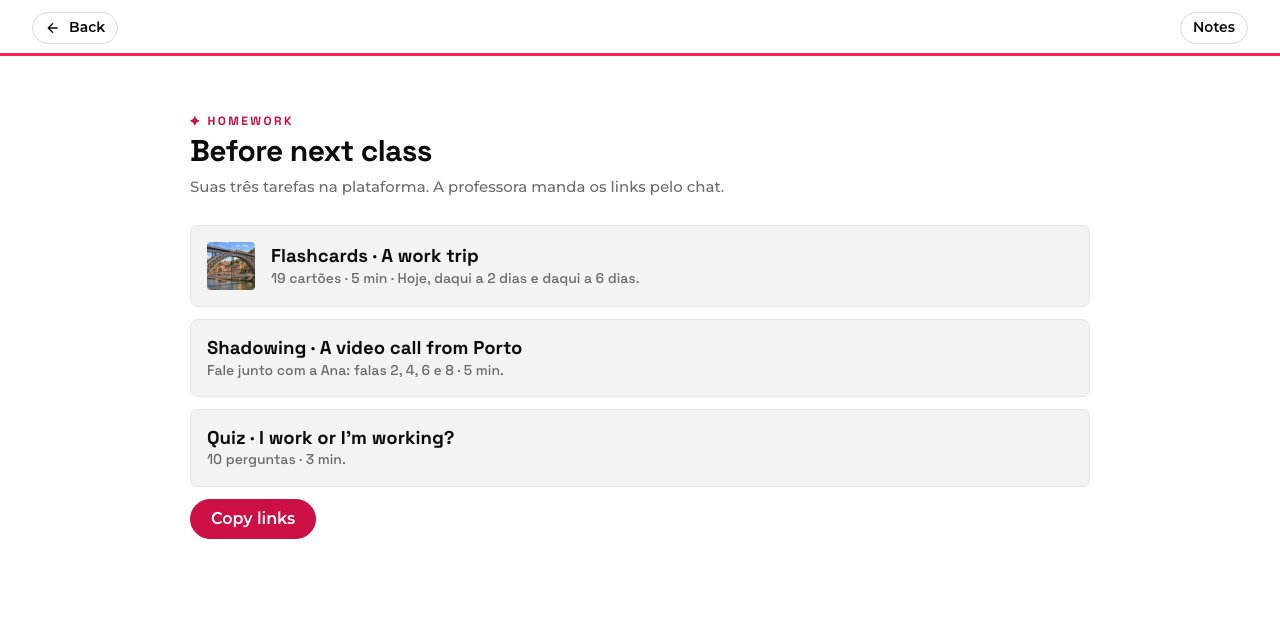 Back
Notes
HOMEWORK
Before next class
Suas três tarefas na plataforma. A professora manda os links pelo chat.
Flashcards · A work trip
19 cartões · 5 min · Hoje, daqui a 2 dias e daqui a 6 dias.
Shadowing · A video call from Porto
Fale junto com a Ana: falas 2, 4, 6 e 8 · 5 min.
Quiz · I work or I’m working?
10 perguntas · 3 min.
Copy links